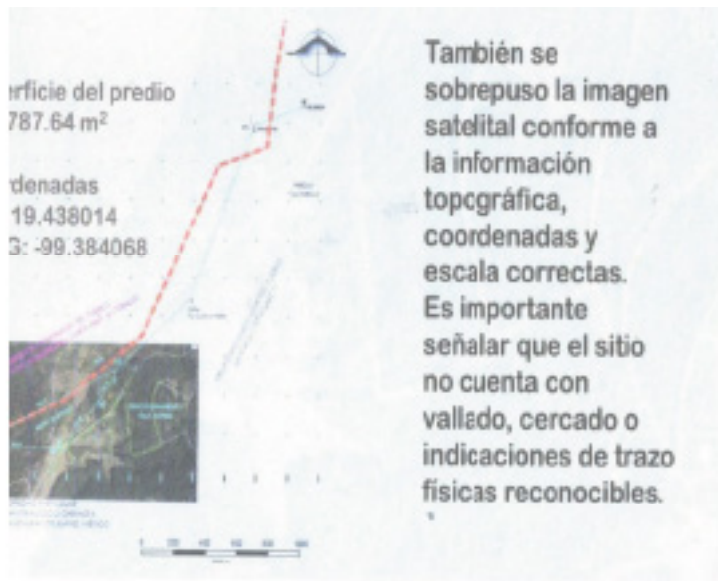 erficie del predio
787.64 m²
rdenadas
19.438014
G: -99.384068
También se
sobrepuso la imagen
satelital conforme a
la información
topográfica,
coordenadas y
escala correctas.
Es importante
señalar que el sitio
no cuenta con
vallado, cercado o
indicaciones de trazo
físicas reconocibles.